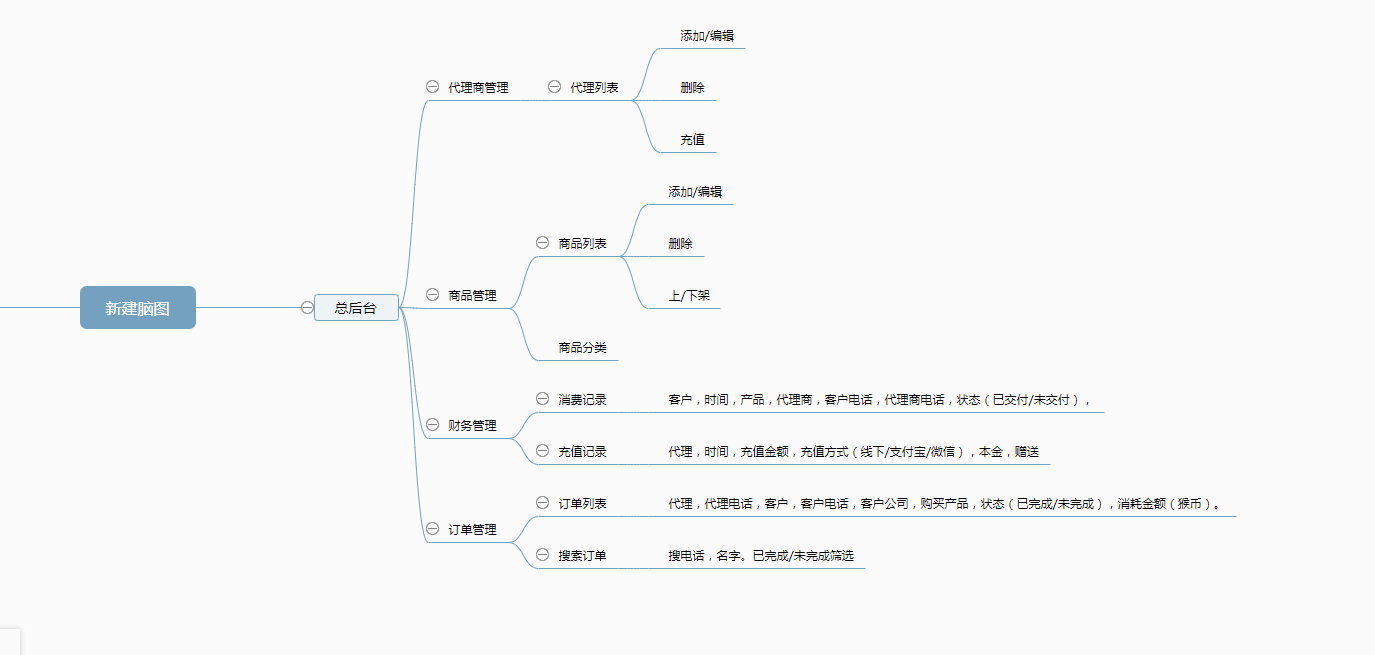 新建脑图
总后台
代理商管理
代理列表
添加/编辑
删除
充值
商品管理
商品列表
添加/编辑
删除
上/下架
商品分类
财务管理
消费记录
客户，时间，产品，代理商，客户电话，代理商电话，状态（已交付/未交付），
充值记录
代理，时间，充值金额，充值方式（线下/支付宝/微信），本金，赠送
订单管理
订单列表
代理，代理电话，客户，客户电话，客户公司，购买产品，状态（已完成/未完成），消耗金额（猴币）。
搜索订单
搜电话，名字。已完成/未完成筛选